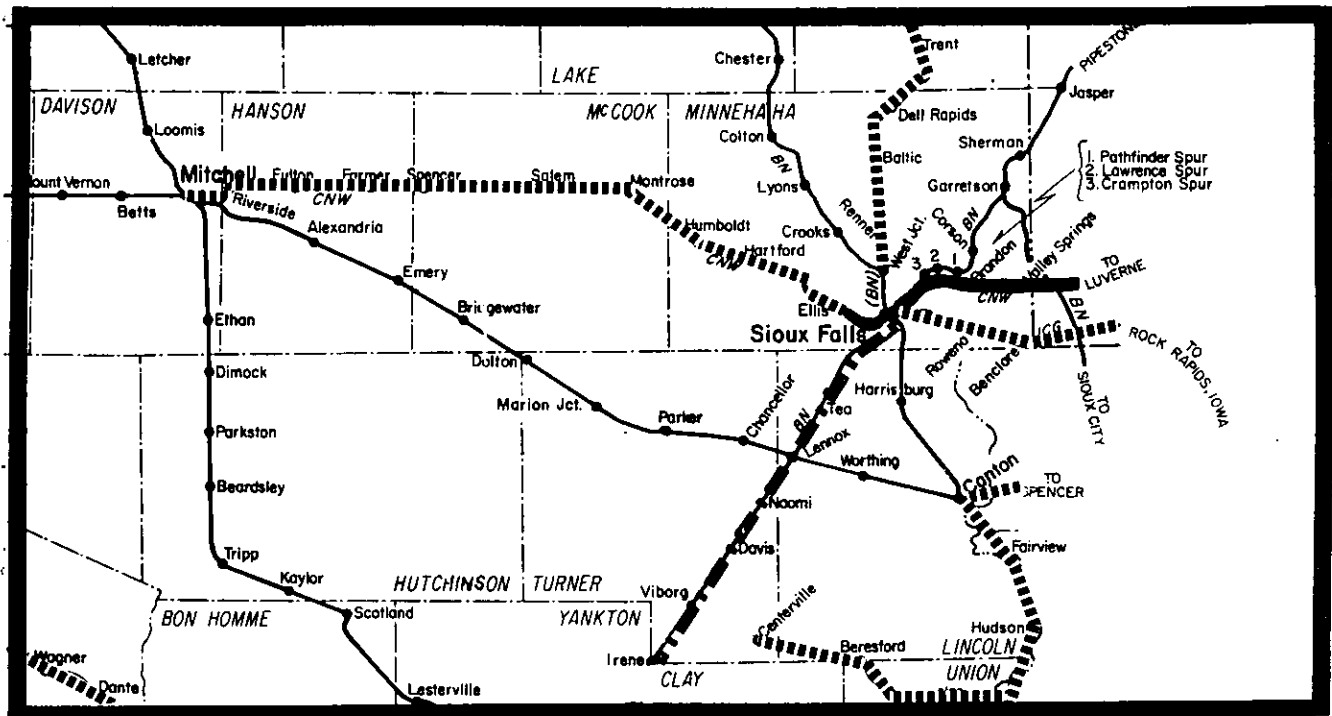 Trent
Letcher
Chester
PIPESTONE
LAKE
Jasper
DAVISON
HANSON
McCOOK
MINNEHAHA
Loomis
Colton
Dell Rapids
Sherman
BN
Baltic
1. Pathfinder Spur
2. Lawrence Spur
3. Crampton Spur
Mitchell
Fulton
Farmer
Spencer
Salem
Montrose
Lyons
Garretson
ount Vernon
Betts
Riverside
CNW
Renner
Corson
BN
Alexandria
Humboldt
Crooks
West Jct.
Valley Springs
Hartford
CNW
3
2
1
Brandon
TO
LUVERNE
Emery
(BN)
CNW
Ellis
BN
Ethan
Bridgewater
Sioux Falls
ICG
TO
ROCK RAPIDS, IOWA
Roweno
Benclare
Dimock
Dolton
Harrisburg
TO
SIOUX CITY
Marion Jct.
Chancellor
Tea
Parker
BN
Parkston
Lennox
Worthing
Canton
TO
SPENCER
Beardsley
Naomi
Davis
Fairview
Tripp
Kaylor
HUTCHINSON
TURNER
Viborg
BON HOMME
Scotland
YANKTON
Centerville
Hudson
Wagner
Irene
Beresford
LINCOLN
UNION
CLAY
Dante
Lesterville